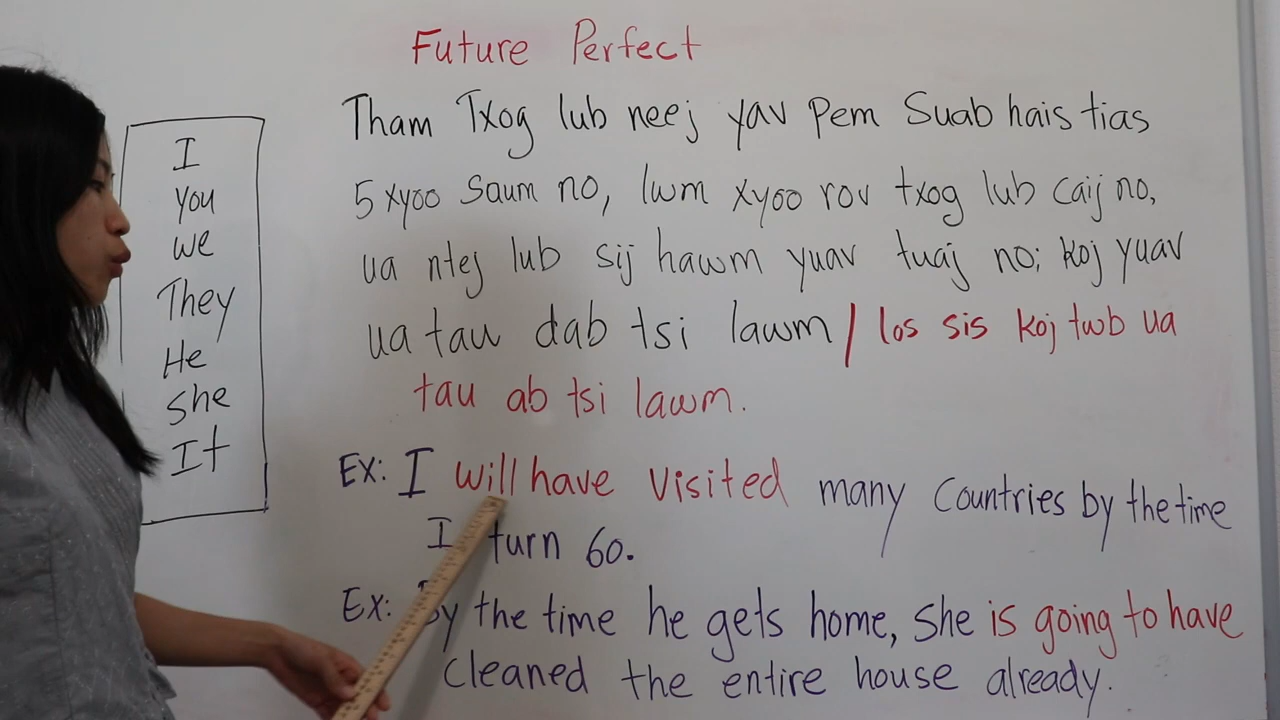 Future Perfect
I
you
we
They
He
She
It
Tham Txog lub neej yav Pem Suab hais tias
5 xyoo Saum no, lwm xyoo rov txog lub Caij no,
ua ntej lub sij hawm yuav tuaj no; koj yuav
ua tau dab tsi lawm / los sis koj twb ua
tau ab tsi lawm.
Ex: I will have visited many Countries by the time
I turn 60.
Ex: By the time he gets home, She is going to have
cleaned the entire house already.